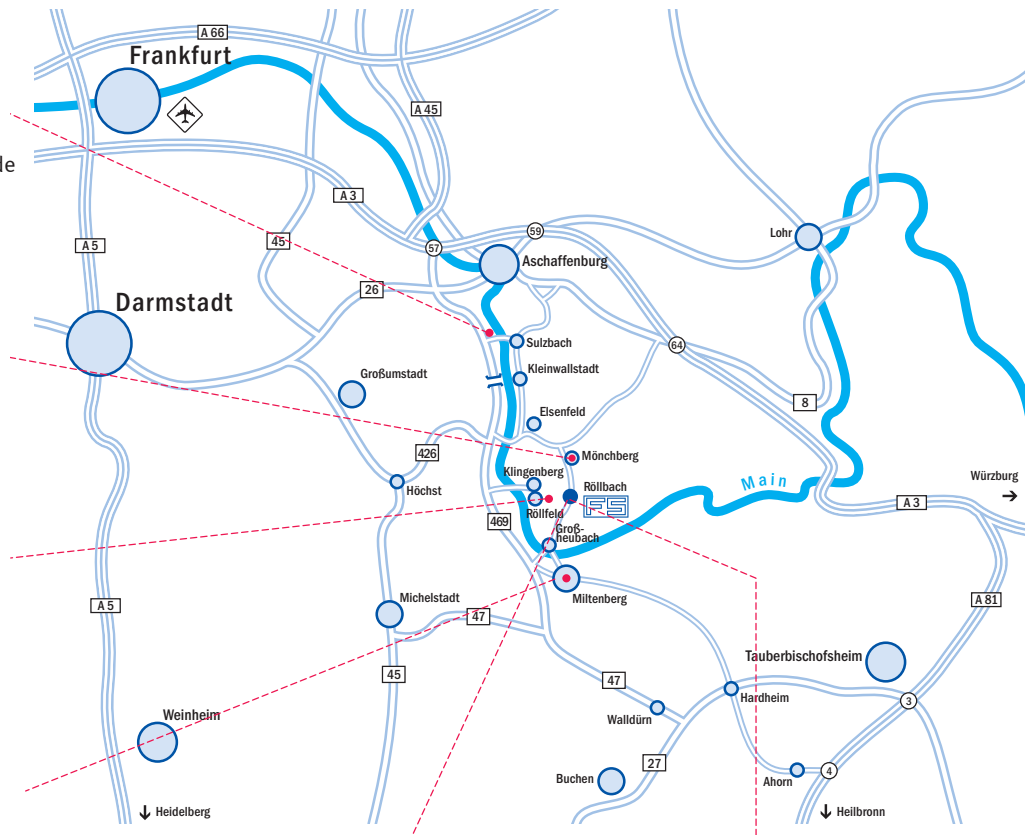 A 66
Frankfurt
A 45
de
A 3
A 5
45
57
59
Lohr
Aschaffenburg
26
Darmstadt
Sulzbach
64
Kleinwallstadt
Großumstadt
8
Elsenfeld
426
Mönchberg
Klingenberg
Höchst
Röllbach
Main
Würzburg
Röllfeld
FS
A 3
469
Groß-
heubach
Miltenberg
A 5
Michelstadt
47
A 81
Tauberbischofsheim
45
47
Hardheim
3
Weinheim
Walldürn
27
Buchen
Ahorn
4
Heidelberg
Heilbronn